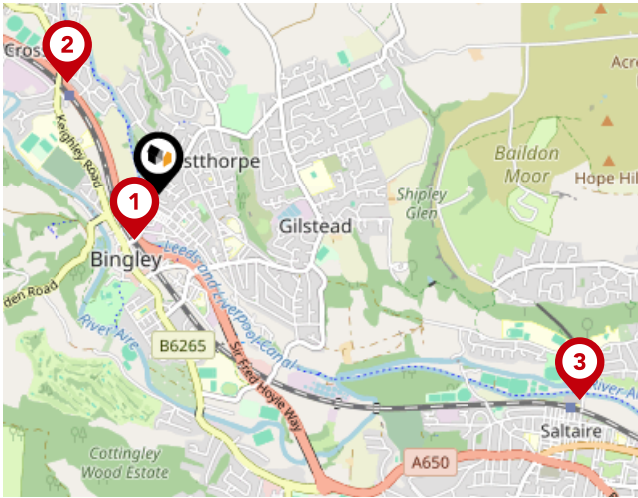 Cros
2
Acre
Keighley Road
stthorpe
Baildon
Moor
Hope Hil
1
Shipley
Glen
Gilstead
Bingley
Leeds and Liverpool Canal
den Road
River Aire
B6265
Sir Fred Hoyle Way
3
River A
Saltaire
Cottingley
Wood Estate
A650